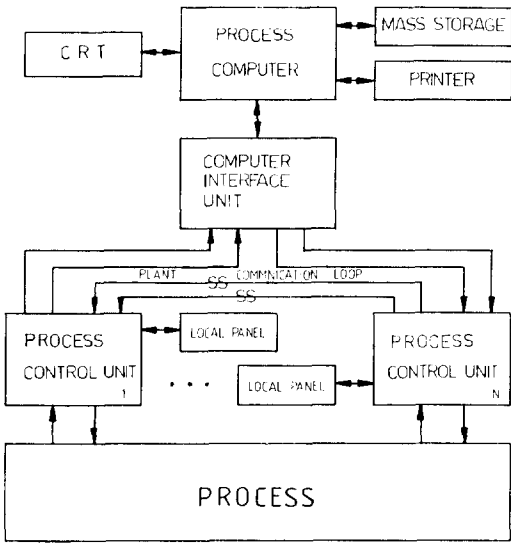 PROCESS
COMPUTER
MASS STORAGE
C R T
PRINTER
COMPUTER
INTERFACE
UNIT
PLANT COMMNICATION LOOP
SS
SS
PROCESS
CONTROL UNIT
1
LOCAL PANEL
PROCESS
CONTROL UNIT
N
. . .
LOCAL PANEL
PROCESS